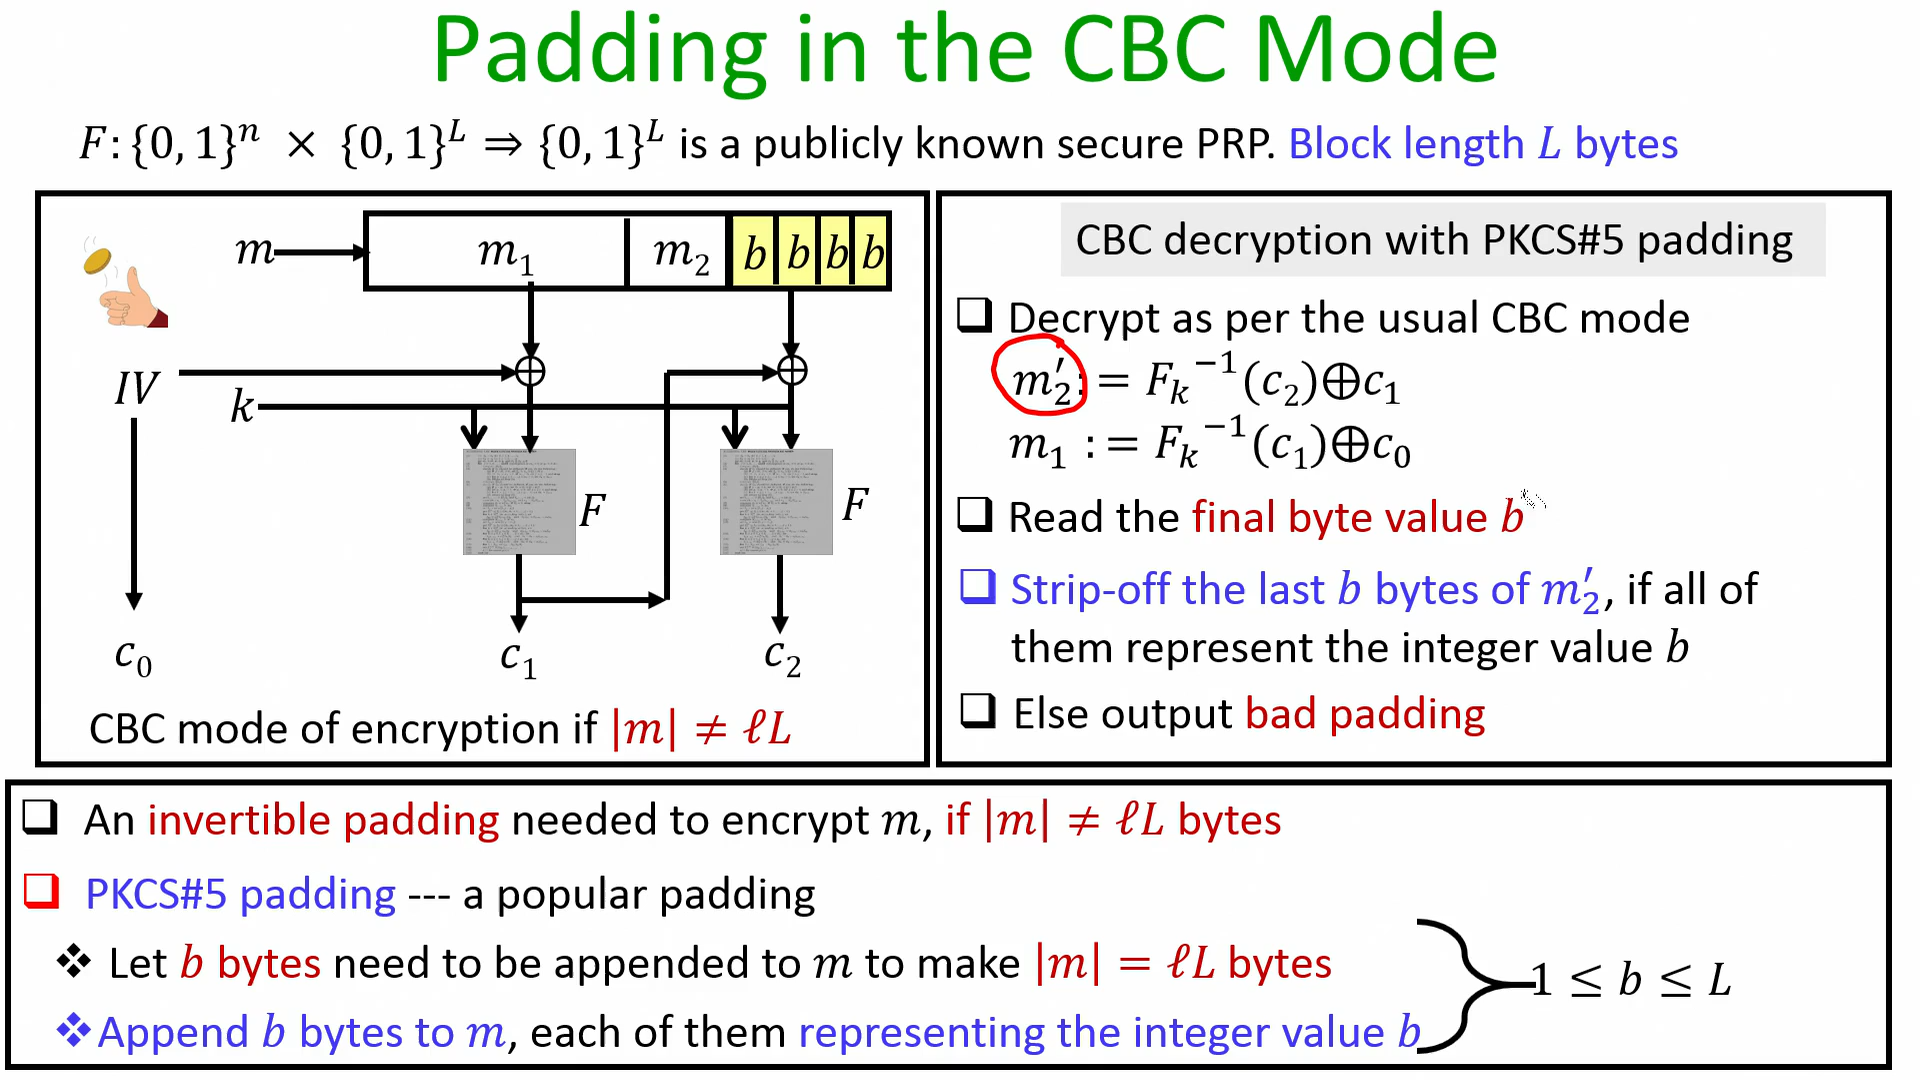 Padding in the CBC Mode
F: {0, 1}ⁿ × {0, 1}ᴸ ⇒ {0, 1}ᴸ is a publicly known secure PRP. Block length L bytes
m
m₁ m₂ b b b b
IV
k
F F
c₀ c₁ c₂
CBC mode of encryption if |m| ≠ ℓL
CBC decryption with PKCS#5 padding
Decrypt as per the usual CBC mode
m₂′ := Fₖ⁻¹(c₂)⊕c₁
m₁ := Fₖ⁻¹(c₁)⊕c₀
Read the final byte value b
Strip-off the last b bytes of m₂′, if all of
them represent the integer value b
Else output bad padding
An invertible padding needed to encrypt m, if |m| ≠ ℓL bytes
PKCS#5 padding --- a popular padding
Let b bytes need to be appended to m to make |m| = ℓL bytes
Append b bytes to m, each of them representing the integer value b
1 ≤ b ≤ L